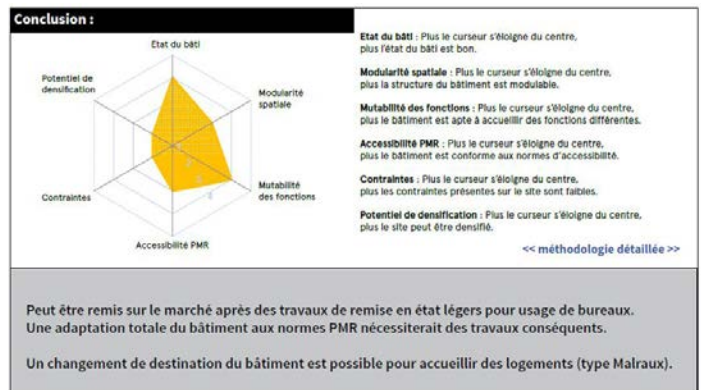 Conclusion :
Etat du bâti
Potentiel de
densification
Modularité
spatiale
Contraintes
Mutabilité
des fonctions
Accessibilité PMR
Etat du bâti : Plus le curseur s'éloigne du centre,
plus l'état du bâti est bon.
Modularité spatiale : Plus le curseur s'éloigne du centre,
plus la structure du bâtiment est modulable.
Mutabilité des fonctions : Plus le curseur s'éloigne du centre,
plus le bâtiment est apte à accueillir des fonctions différentes.
Accessibilité PMR : Plus le curseur s'éloigne du centre,
plus le bâtiment est conforme aux normes d'accessibilité.
Contraintes : Plus le curseur s'éloigne du centre,
plus les contraintes présentes sur le site sont faibles.
Potentiel de densification : Plus le curseur s'éloigne du centre,
plus le site peut être densifié.
<< méthodologie détaillée >>
Peut être remis sur le marché après des travaux de remise en état légers pour usage de bureaux.
Une adaptation totale du bâtiment aux normes PMR nécessiterait des travaux conséquents.
Un changement de destination du bâtiment est possible pour accueillir des logements (type Malraux).